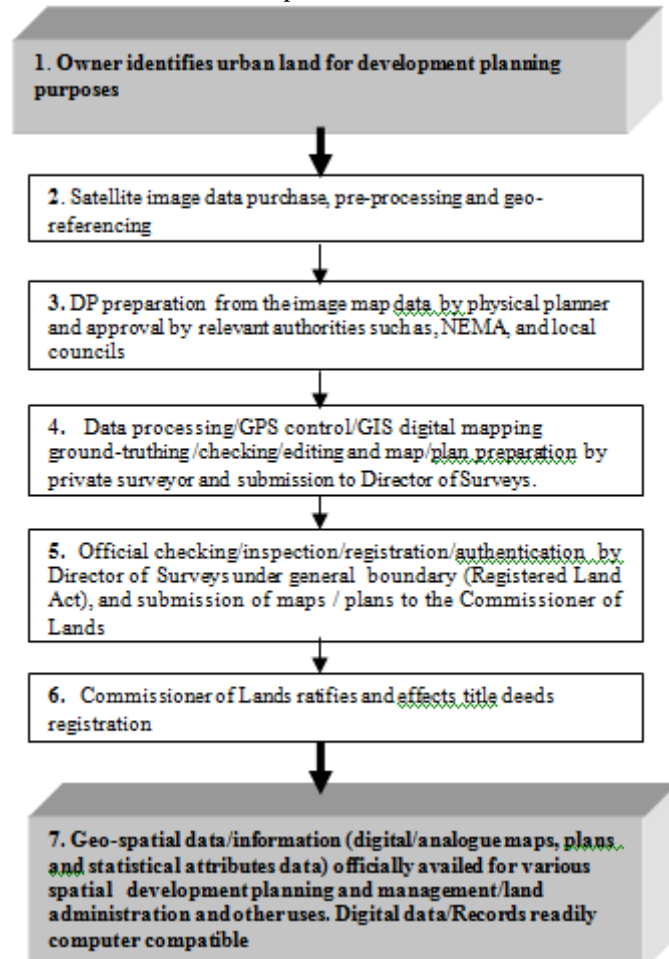 1. Owner identifies urban land for development planning
purposes
2. Satellite image data purchase, pre-processing and geo-
referencing
3. DP preparation from the image map data by physical planner
and approval by relevant authorities such as, NEMA, and local
councils
4. Data processing/GPS control/GIS digital mapping
ground-truthing/checking/editing and map/plan preparation by
private surveyor and submission to Director of Surveys.
5. Official checking/inspection/registration/authentication by
Director of Surveys under general boundary (Registered Land
Act), and submission of maps / plans to the Commissioner of
Lands
6. Commissioner of Lands ratifies and effects title deeds
registration
7. Geo-spatial data/information (digital/analogue maps, plans
and statistical attributes data) officially availed for various
spatial development planning and management/land
administration and other uses. Digital data/Records readily
computer compatible